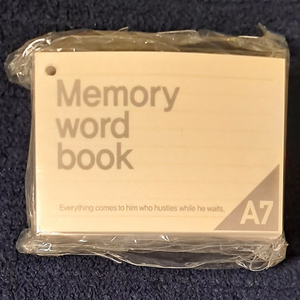 Memory
word
book
Everything comes to him who hustles while he waits.
A7